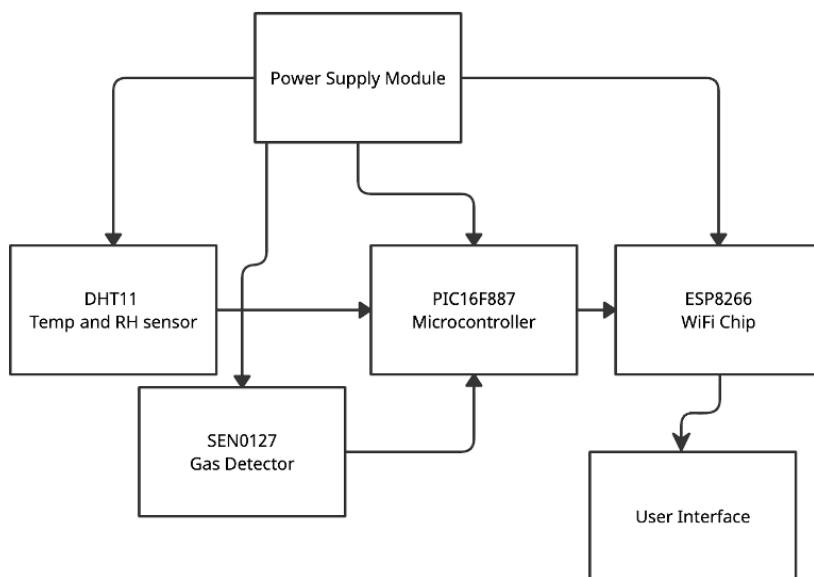 Power Supply Module
DHT11
Temp and RH sensor
PIC16F887
Microcontroller
ESP8266
WiFi Chip
SEN0127
Gas Detector
User Interface